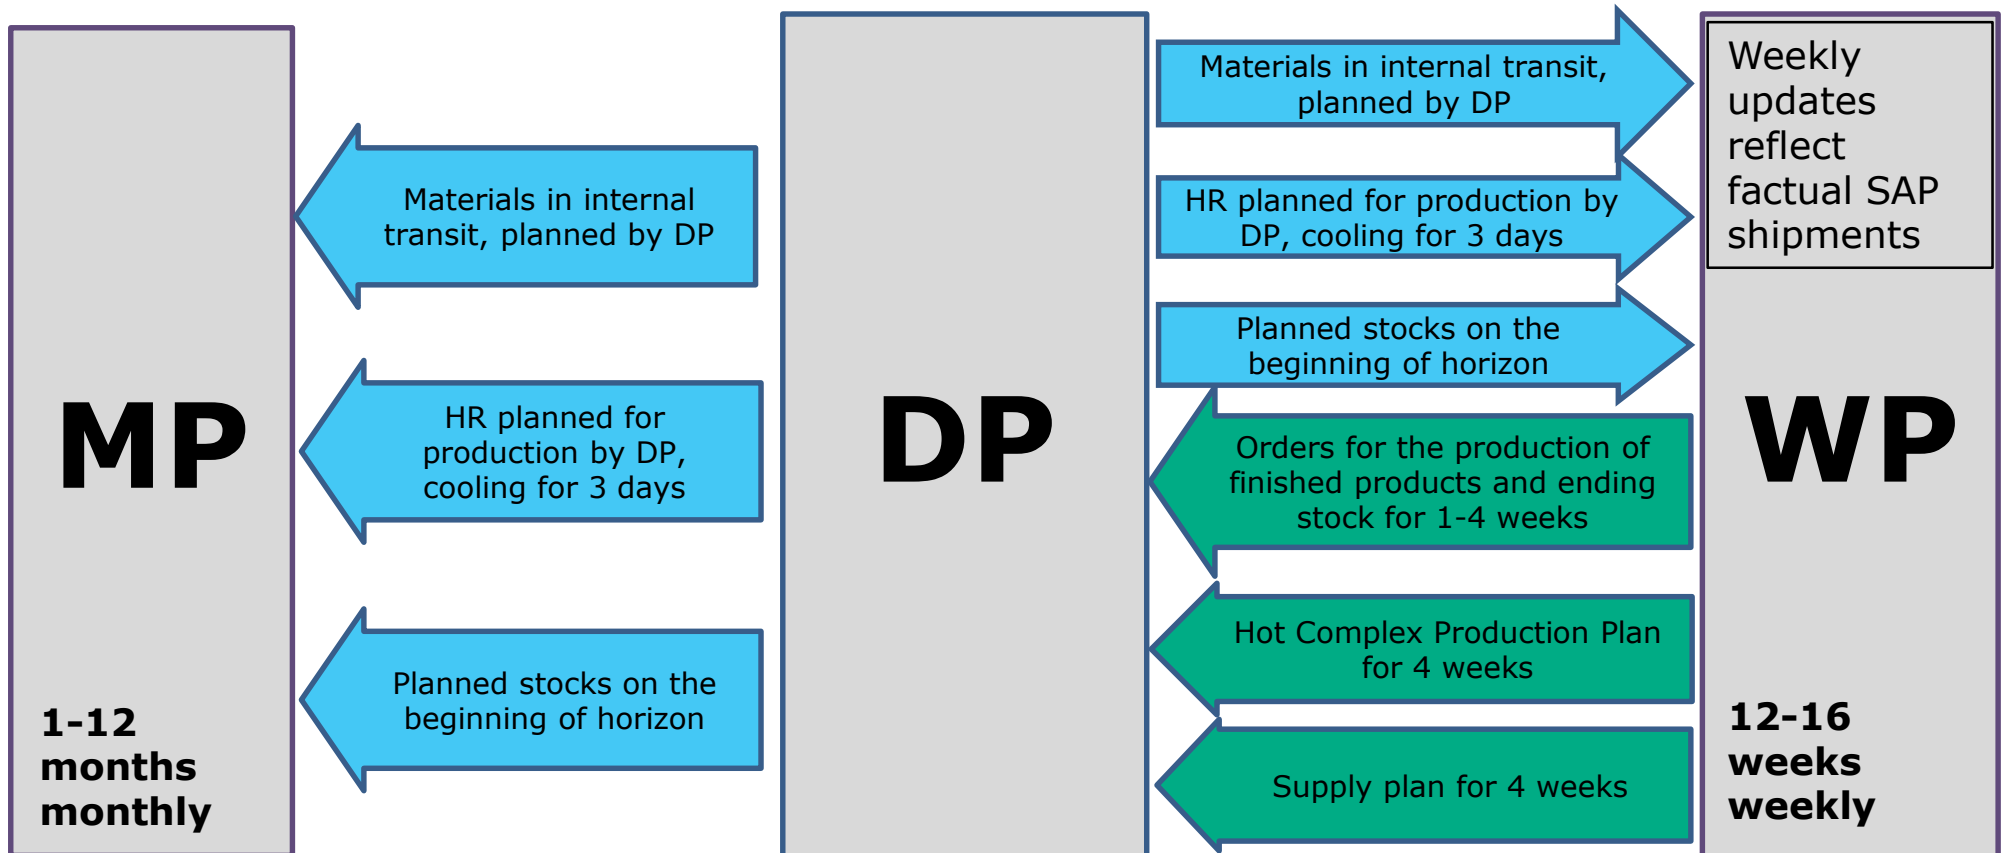 MP
1-12
months
monthly
Materials in internal
transit, planned by DP
HR planned for
production by DP,
cooling for 3 days
Planned stocks on the
beginning of horizon
DP
Materials in internal transit,
planned by DP
HR planned for production by
DP, cooling for 3 days
Planned stocks on the
beginning of horizon
Orders for the production of
finished products and ending
stock for 1-4 weeks
Hot Complex Production Plan
for 4 weeks
Supply plan for 4 weeks
Weekly
updates
reflect
factual SAP
shipments
WP
12-16
weeks
weekly